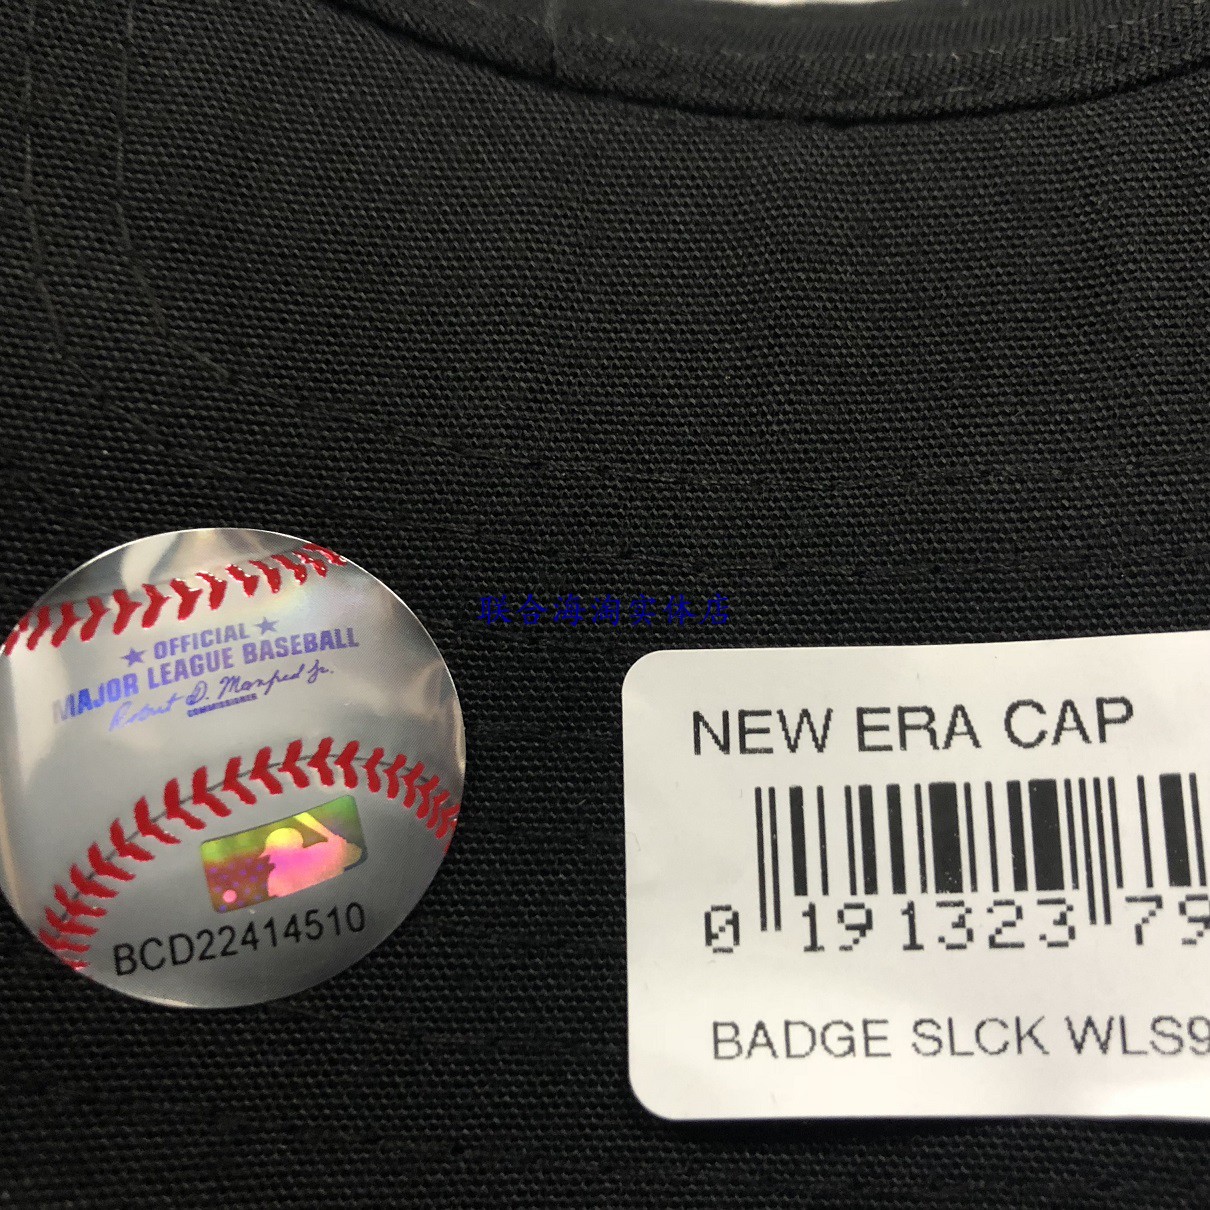 ★ OFFICIAL ★
MAJOR LEAGUE BASEBALL
Robert D. Manfred Jr.
COMMISSIONER
BCD22414510
联合海淘实体店
NEW ERA CAP
0 191323 79
BADGE SLCK WLS9